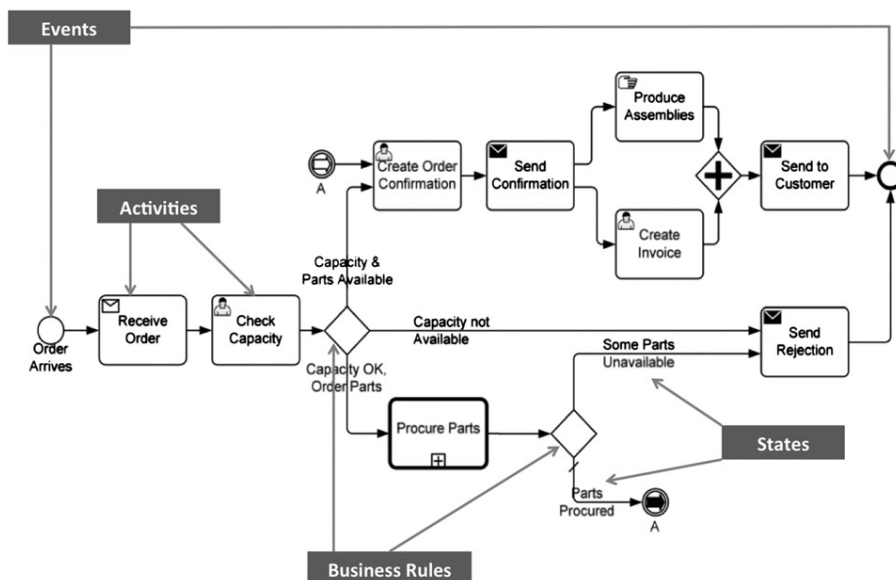 Events
Produce
Assemblies
A
Create Order
Confirmation
Send
Confirmation
Send to
Customer
Activities
Create
Invoice
Capacity &
Parts Available
Order
Arrives
Receive
Order
Check
Capacity
Capacity not
Available
Some Parts
Unavailable
Send
Rejection
Capacity OK,
Order Parts
Procure Parts
States
Parts
Procured
A
Business Rules